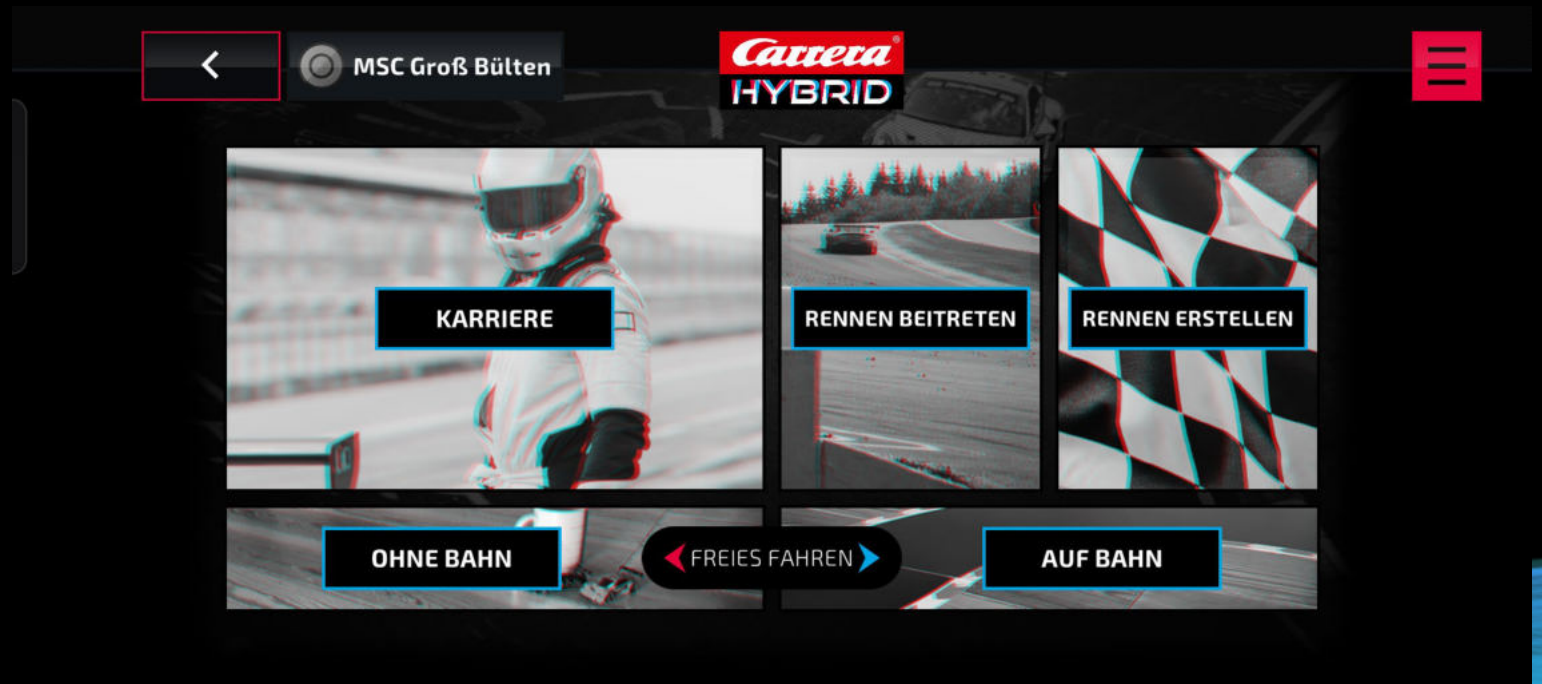 MSC Groß Bülten
Carrera®
HYBRID
KARRIERE
RENNEN BEITRETEN
RENNEN ERSTELLEN
OHNE BAHN
FREIES FAHREN
AUF BAHN